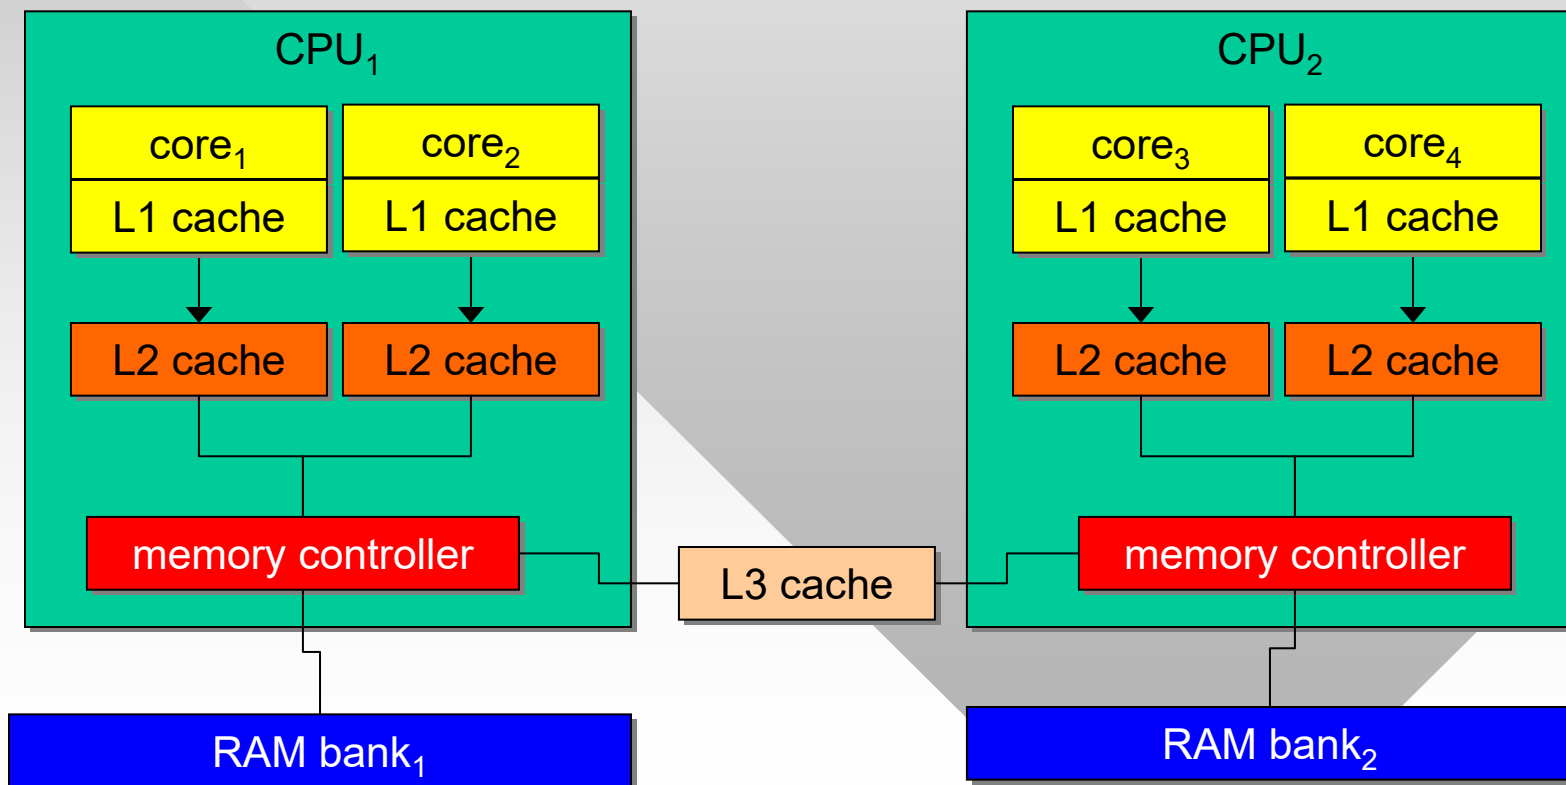 CPU₁
core₁
core₂
L1 cache
L1 cache
L2 cache
L2 cache
memory controller
RAM bank₁
L3 cache
CPU₂
core₃
core₄
L1 cache
L1 cache
L2 cache
L2 cache
memory controller
RAM bank₂